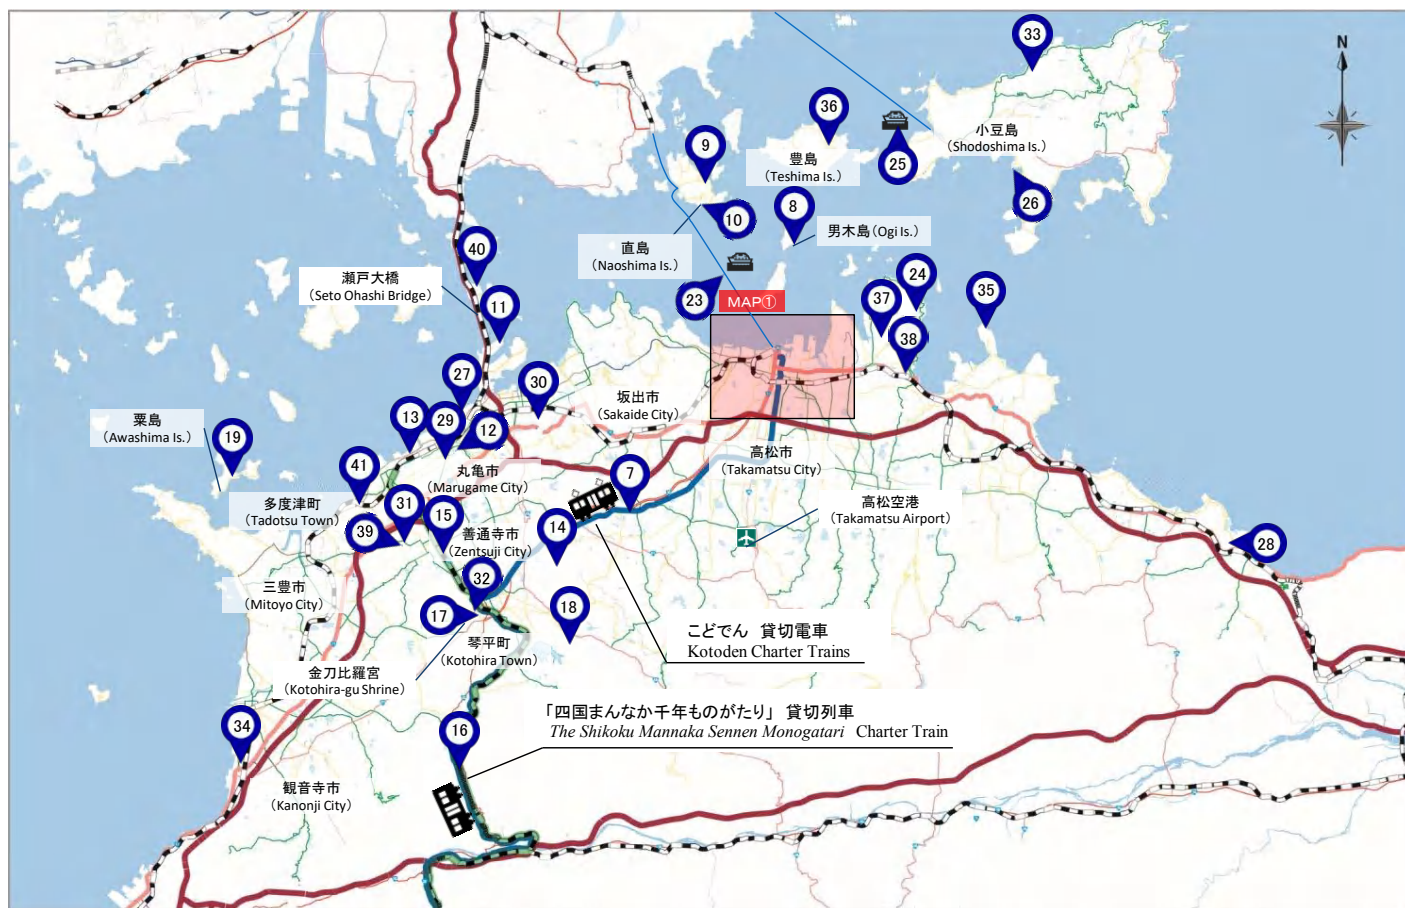 33
N
36
小豆島
(Shodoshima Is.)
9
豊島
(Teshima Is.)
25
8
26
10
男木島(Ogi Is.)
直島
(Naoshima Is.)
40
瀬戸大橋
(Seto Ohashi Bridge)
24
35
37
23
MAP①
11
38
27
30
坂出市
(Sakaide City)
粟島
(Awashima Is.)
19
13
29
12
高松市
(Takamatsu City)
丸亀市
(Marugame City)
7
41
多度津町
(Tadotsu Town)
31
15
高松空港
(Takamatsu Airport)
39
善通寺市
(Zentsuji City)
14
28
三豊市
(Mitoyo City)
32
17
18
琴平町
(Kotohira Town)
こどでん 貸切電車
Kotoden Charter Trains
金刀比羅宮
(Kotohira-gu Shrine)
「四国まんなか千年ものがたり」 貸切列車
The Shikoku Mannaka Sennen Monogatari Charter Train
34
16
観音寺市
(Kanonji City)